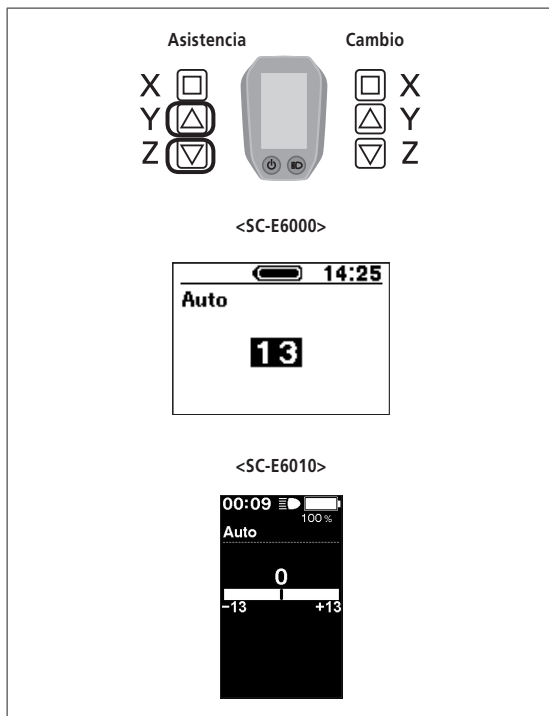 Asistencia Cambio
X X
Y Y
Z Z
<SC-E6000>
14:25
Auto
13
<SC-E6010>
00:09
100%
Auto
0
-13 +13